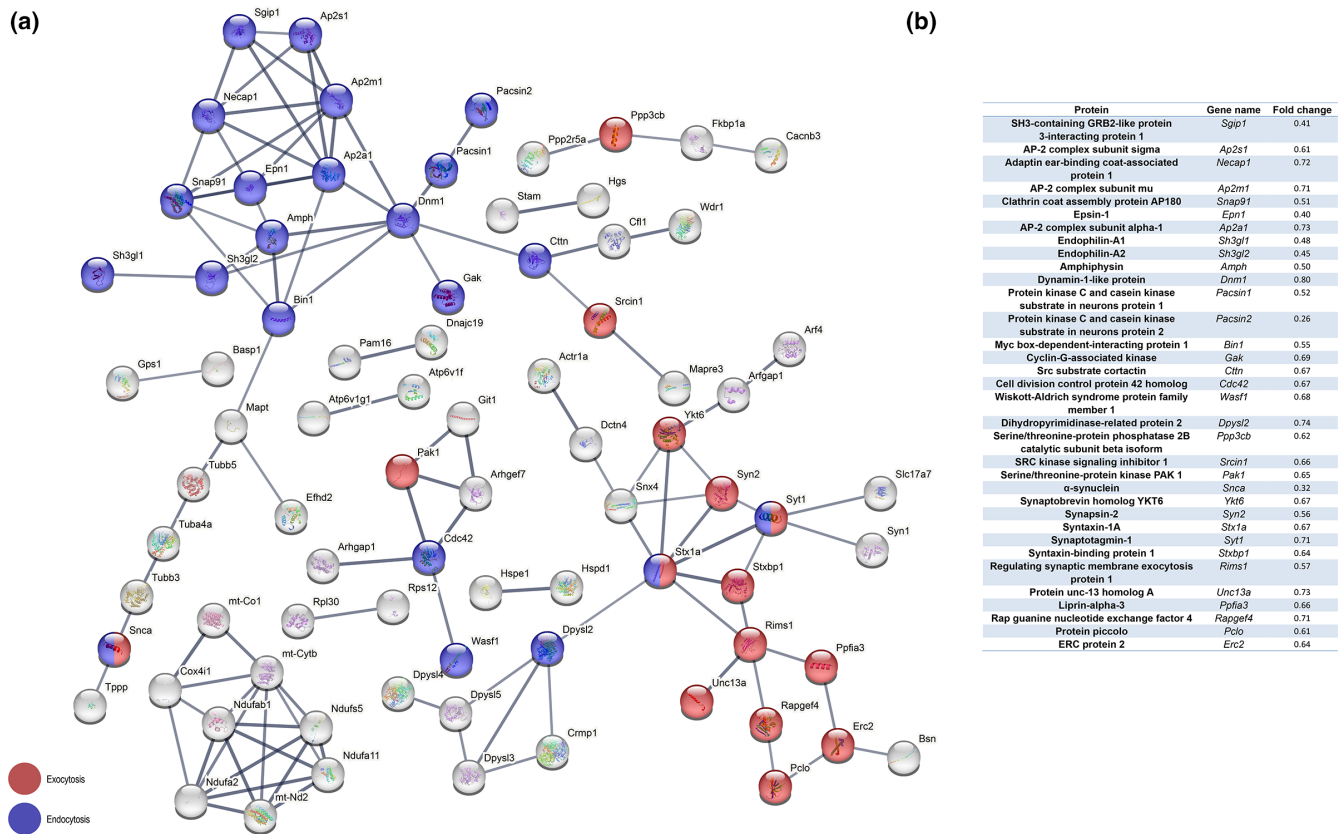 (a)
(b)
Sgip1
Ap2s1
Ap2m1
Necap1
Pacsin2
Ppp3cb
Fkbp1a
Ppp2r5a
Cacnb3
Pacsin1
Ap2a1
Epn1
Snap91
Dnm1
Stam
Hgs
Amph
Wdr1
Cfl1
Cttn
Sh3gl1
Sh3gl2
Gak
Bin1
Srcin1
Dnajc19
Pam16
Arf4
Basp1
Gps1
Actr1a
Mapre3
Arfgap1
Atp6v1f
Atp6v1g1
Git1
Mapt
Dctn4
Ykt6
Pak1
Tubb5
Arhgef7
Snx4
Syn2
Slc17a7
Efhd2
Syt1
Tuba4a
Cdc42
Syn1
Arhgap1
Stx1a
Tubb3
Hspe1
Hspd1
Stxbp1
Rps12
Rpl30
mt-Co1
Snca
Dpysl2
Rims1
mt-Cytb
Wasf1
Ppfia3
Cox4i1
Dpysl4
Tppp
Unc13a
Dpysl5
Ndufab1
Ndufs5
Rapgef4
Crmp1
Erc2
Bsn
Ndufa11
Dpysl3
Pclo
Ndufa2
mt-Nd2
Exocytosis
Endocytosis
Protein Gene name Fold change
SH3-containing GRB2-like protein
3-interacting protein 1 Sgip1 0.41
AP-2 complex subunit sigma Ap2s1 0.61
Adaptin ear-binding coat-associated
protein 1 Necap1 0.72
AP-2 complex subunit mu Ap2m1 0.71
Clathrin coat assembly protein AP180 Snap91 0.51
Epsin-1 Epn1 0.40
AP-2 complex subunit alpha-1 Ap2a1 0.73
Endophilin-A1 Sh3gl1 0.48
Endophilin-A2 Sh3gl2 0.45
Amphiphysin Amph 0.50
Dynamin-1-like protein Dnm1 0.80
Protein kinase C and casein kinase
substrate in neurons protein 1 Pacsin1 0.52
Protein kinase C and casein kinase
substrate in neurons protein 2 Pacsin2 0.26
Myc box-dependent-interacting protein 1 Bin1 0.55
Cyclin-G-associated kinase Gak 0.69
Src substrate cortactin Cttn 0.67
Cell division control protein 42 homolog Cdc42 0.67
Wiskott-Aldrich syndrome protein family
member 1 Wasf1 0.68
Dihydropyrimidinase-related protein 2 Dpysl2 0.74
Serine/threonine-protein phosphatase 2B
catalytic subunit beta isoform Ppp3cb 0.62
SRC kinase signaling inhibitor 1 Srcin1 0.66
Serine/threonine-protein kinase PAK 1 Pak1 0.65
α-synuclein Snca 0.32
Synaptobrevin homolog YKT6 Ykt6 0.67
Synapsin-2 Syn2 0.56
Syntaxin-1A Stx1a 0.67
Synaptotagmin-1 Syt1 0.71
Syntaxin-binding protein 1 Stxbp1 0.64
Regulating synaptic membrane exocytosis
protein 1 Rims1 0.57
Protein unc-13 homolog A Unc13a 0.73
Liprin-alpha-3 Ppfia3 0.66
Rap guanine nucleotide exchange factor 4 Rapgef4 0.71
Protein piccolo Pclo 0.61
ERC protein 2 Erc2 0.64